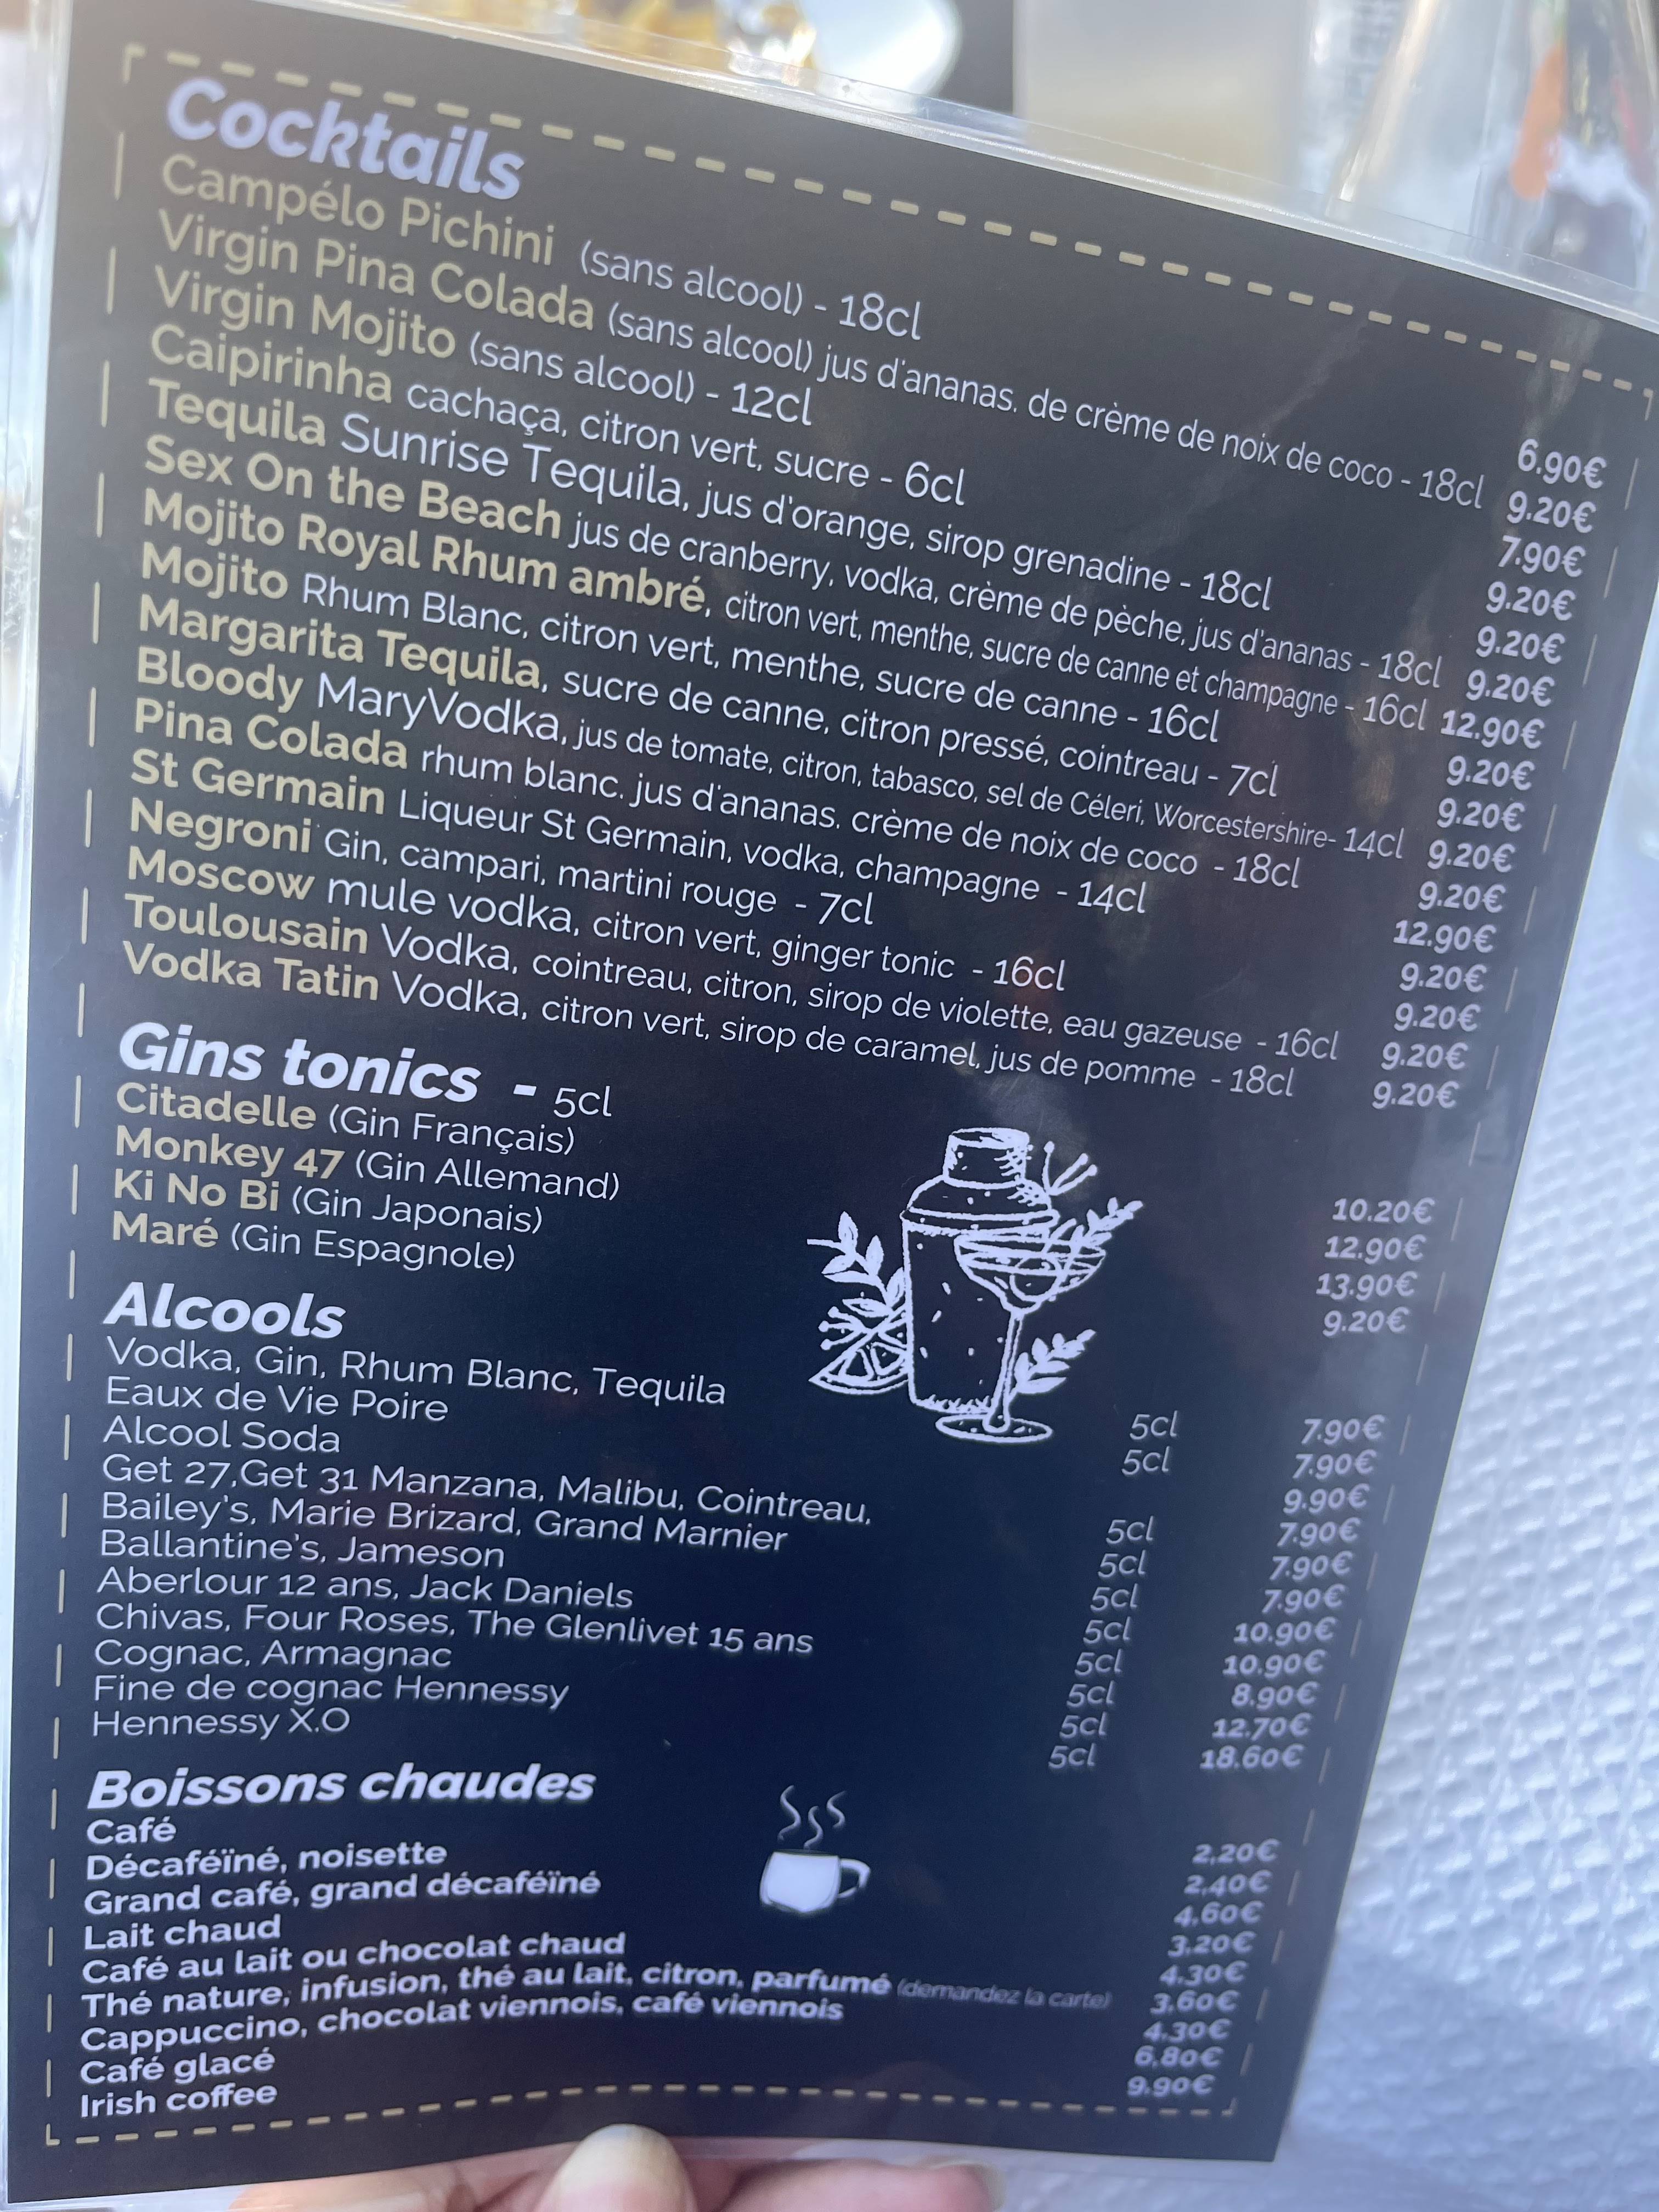 Cocktails
Campélo Pichini (sans alcool) - 18cl 6.90€
Virgin Pina Colada (sans alcool) jus d'ananas. de crème de noix de coco - 18cl 9.20€
Virgin Mojito (sans alcool) - 12cl 7.90€
Caipirinha cachaça, citron vert, sucre - 6cl 9.20€
Tequila Sunrise Tequila, jus d'orange, sirop grenadine - 18cl 9.20€
Sex On the Beach jus de cranberry, vodka, crème de pèche, jus d'ananas - 18cl 9.20€
Mojito Royal Rhum ambré, citron vert, menthe, sucre de canne et champagne - 16cl 12.90€
Mojito Rhum Blanc, citron vert, menthe, sucre de canne - 16cl 9.20€
Margarita Tequila, sucre de canne, citron pressé, cointreau - 7cl 9.20€
Bloody MaryVodka, jus de tomate, citron, tabasco, sel de Céleri, Worcestershire- 14cl 9.20€
Pina Colada rhum blanc. jus d'ananas. crème de noix de coco - 18cl 9.20€
St Germain Liqueur St Germain, vodka, champagne - 14cl 12.90€
Negroni Gin, campari, martini rouge - 7cl 9.20€
Moscow mule vodka, citron vert, ginger tonic - 16cl 9.20€
Toulousain Vodka, cointreau, citron, sirop de violette, eau gazeuse - 16cl 9.20€
Vodka Tatin Vodka, citron vert, sirop de caramel, jus de pomme - 18cl 9.20€
Gins tonics - 5cl
Citadelle (Gin Français) 10.20€
Monkey 47 (Gin Allemand) 12.90€
Ki No Bi (Gin Japonais) 13.90€
Maré (Gin Espagnole) 9.20€
Alcools
Vodka, Gin, Rhum Blanc, Tequila 5cl 7.90€
Eaux de Vie Poire 5cl 7.90€
Alcool Soda 9.90€
Get 27,Get 31 Manzana, Malibu, Cointreau, 5cl 7.90€
Bailey's, Marie Brizard, Grand Marnier 5cl 7.90€
Ballantine's, Jameson 5cl 7.90€
Aberlour 12 ans, Jack Daniels 5cl 10.90€
Chivas, Four Roses, The Glenlivet 15 ans 5cl 10.90€
Cognac, Armagnac 5cl 8.90€
Fine de cognac Hennessy 5cl 12.70€
Hennessy X.O 5cl 18.60€
Boissons chaudes
Café 2,20€
Décaféïné, noisette 2,40€
Grand café, grand décaféïné 4,60€
Lait chaud 3,20€
Café au lait ou chocolat chaud 4,30€
Thé nature, infusion, thé au lait, citron, parfumé (demandez la carte) 3,60€
Cappuccino, chocolat viennois, café viennois 4,30€
Café glacé 6,80€
Irish coffee 9,90€